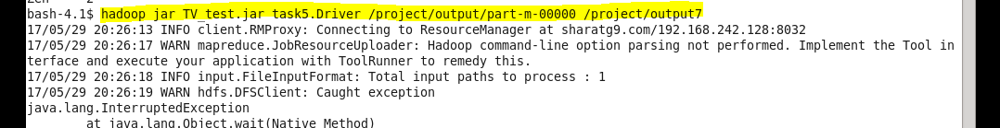 Zen    2
bash-4.1$ hadoop jar TV_test.jar task5.Driver /project/output/part-m-00000 /project/output7
17/05/29 20:26:13 INFO client.RMProxy: Connecting to ResourceManager at sharatg9.com/192.168.242.128:8032
17/05/29 20:26:17 WARN mapreduce.JobResourceUploader: Hadoop command-line option parsing not performed. Implement the Tool in
terface and execute your application with ToolRunner to remedy this.
17/05/29 20:26:18 INFO input.FileInputFormat: Total input paths to process : 1
17/05/29 20:26:19 WARN hdfs.DFSClient: Caught exception
java.lang.InterruptedException
        at java.lang.Object.wait(Native Method)